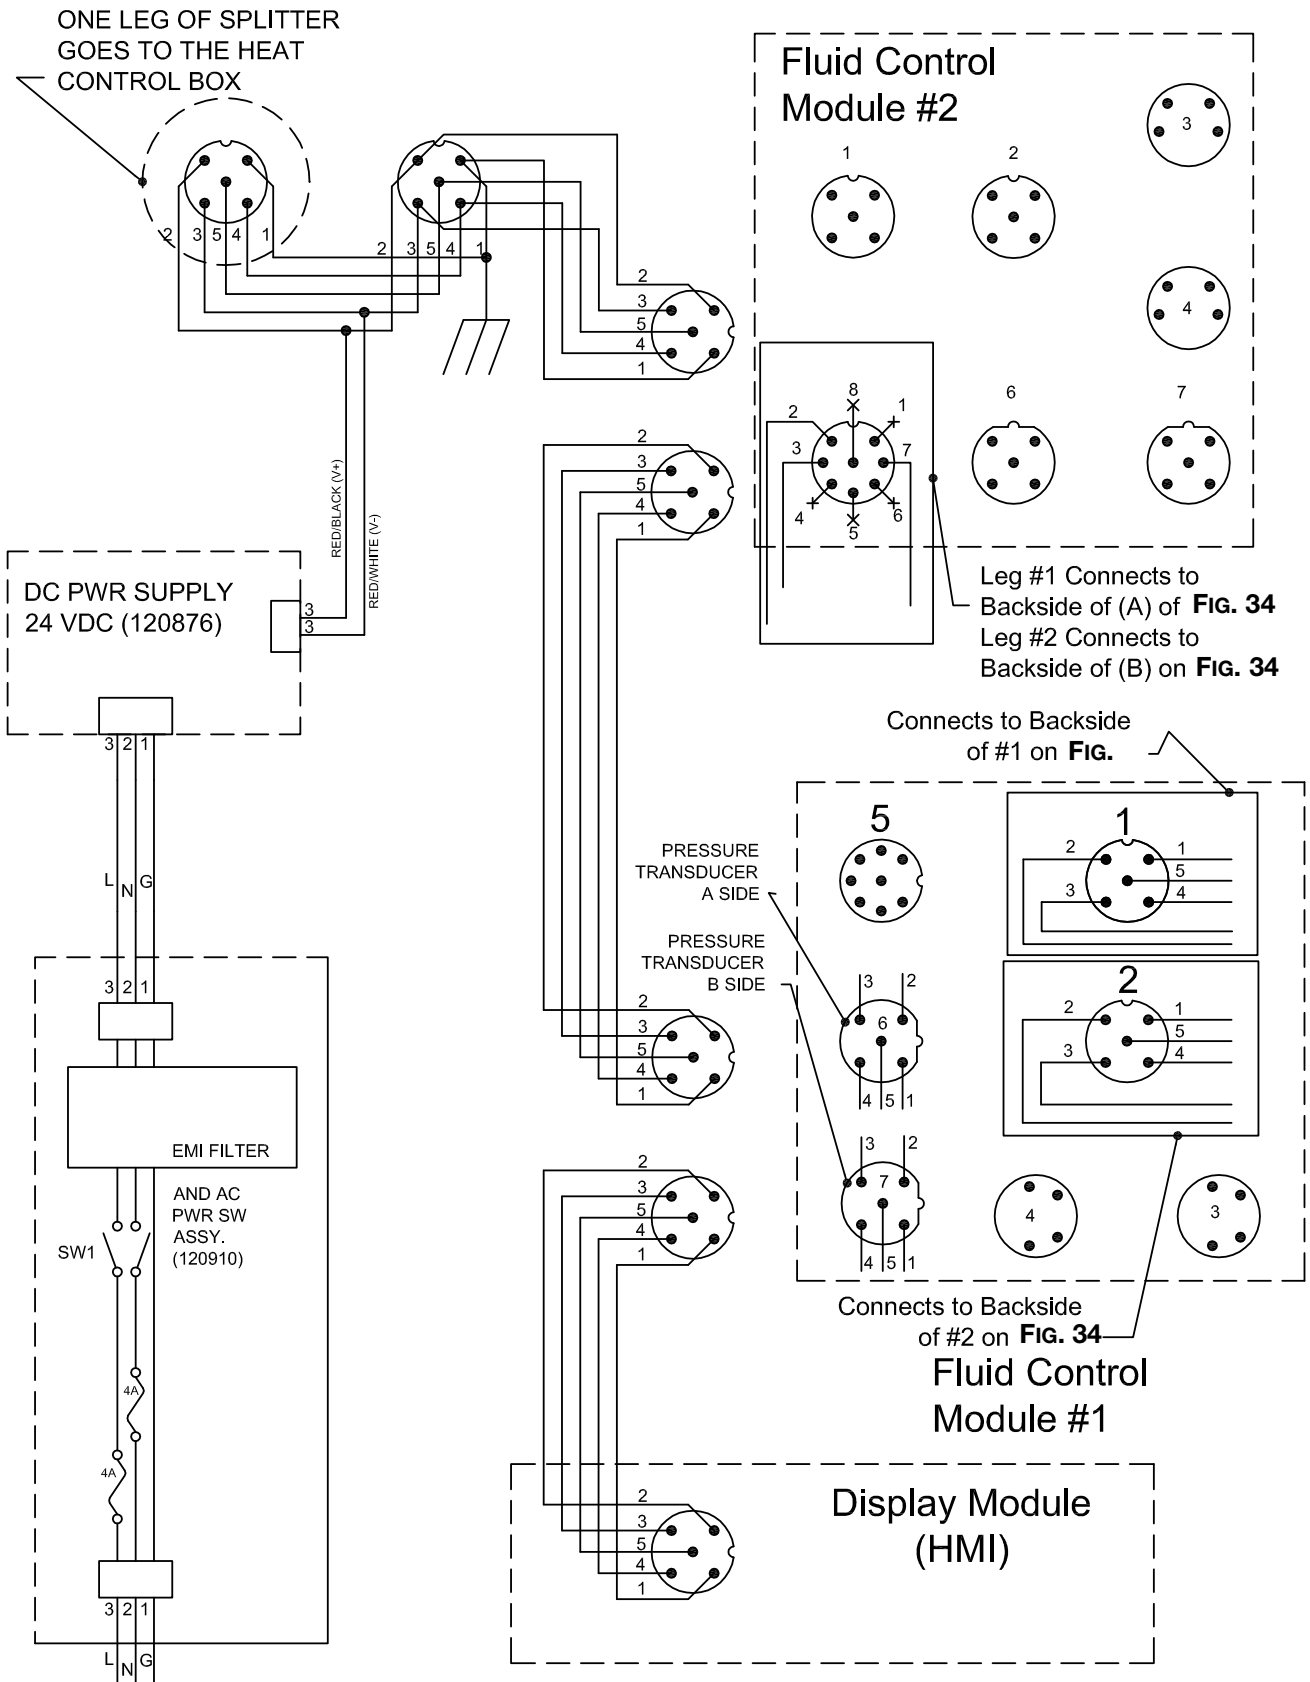 ONE LEG OF SPLITTER
GOES TO THE HEAT
CONTROL BOX
2 3 5 4 1
2 3 5 4 1
2
3
5
4
1
Fluid Control
Module #2
1
2
3
4
6
7
2
8
1
3
7
4
5
6
Leg #1 Connects to
Backside of (A) of FIG. 34
Leg #2 Connects to
Backside of (B) on FIG. 34
RED/BLACK (V+)
RED/WHITE (V-)
DC PWR SUPPLY
24 VDC (120876)
3
3
3 2 1
L N G
3 2 1
EMI FILTER
AND AC
PWR SW
ASSY.
(120910)
SW1
4A
4A
3 2 1
L N G
2
3
5
4
1
2
3
5
4
1
2
3
5
4
1
Connects to Backside
of #1 on FIG.
5
1
2
3
1
5
4
PRESSURE
TRANSDUCER
A SIDE
PRESSURE
TRANSDUCER
B SIDE
3 2
6
4 5 1
2
2
3
1
5
4
3 2
7
4 5 1
4
3
Connects to Backside
of #2 on FIG. 34
Fluid Control
Module #1
Display Module
(HMI)
2
3
5
4
1